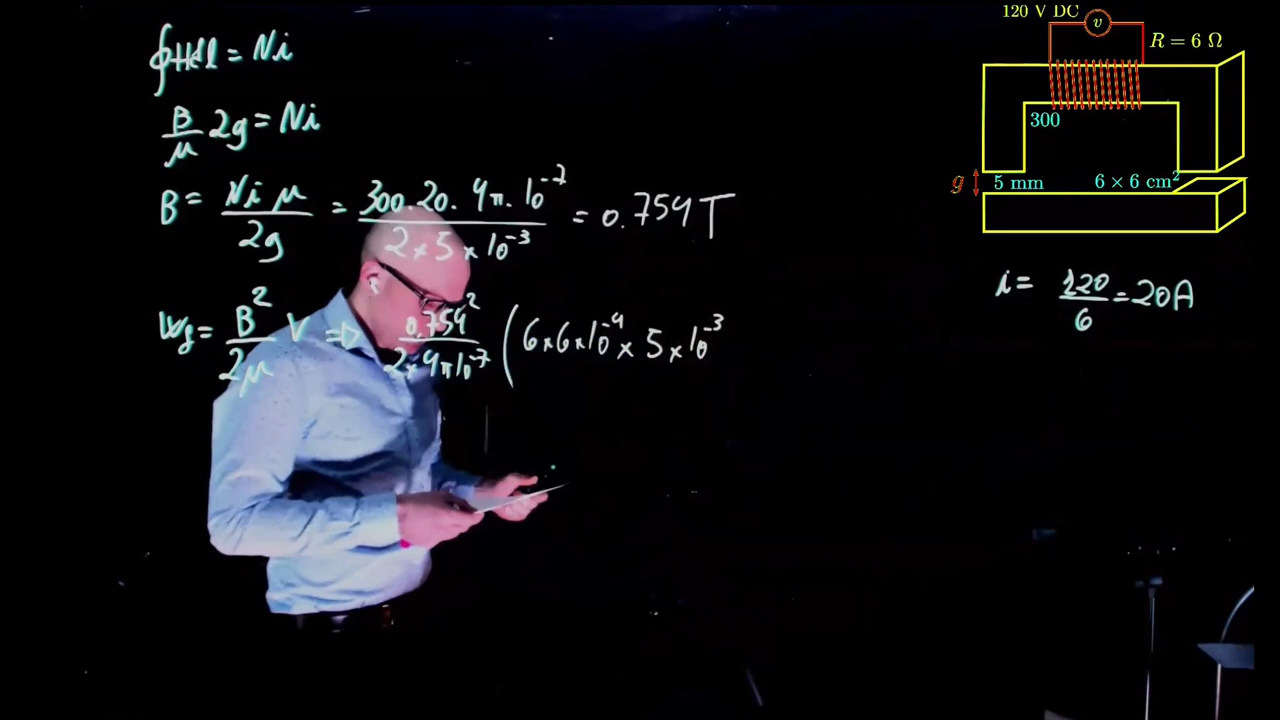 ∮Hdl = Ni
B/μ 2g = Ni
B = Ni μ / 2g = 300.20. 4π. 10^-7 / 2×5×10^-3 = 0.754 T
Wg = B²/2μ V ⇒ 0.754² / 2×4π10^-7 (6×6×10^-4 × 5×10^-3
120 V DC
v
R = 6 Ω
300
g
5 mm
6 × 6 cm²
i = 120/6 = 20A